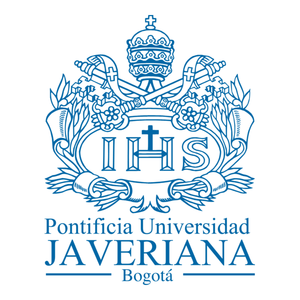 IHS
Pontificia Universidad
JAVERIANA
Bogotá